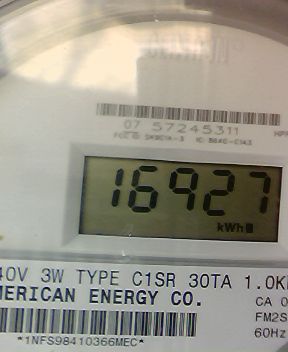 07 57245311
16927
kWh
40V 3W TYPE C1SR 30TA 1.0K
MERICAN ENERGY CO.
CA 0
FM2S
60Hz
*1NFS98410366MEC*